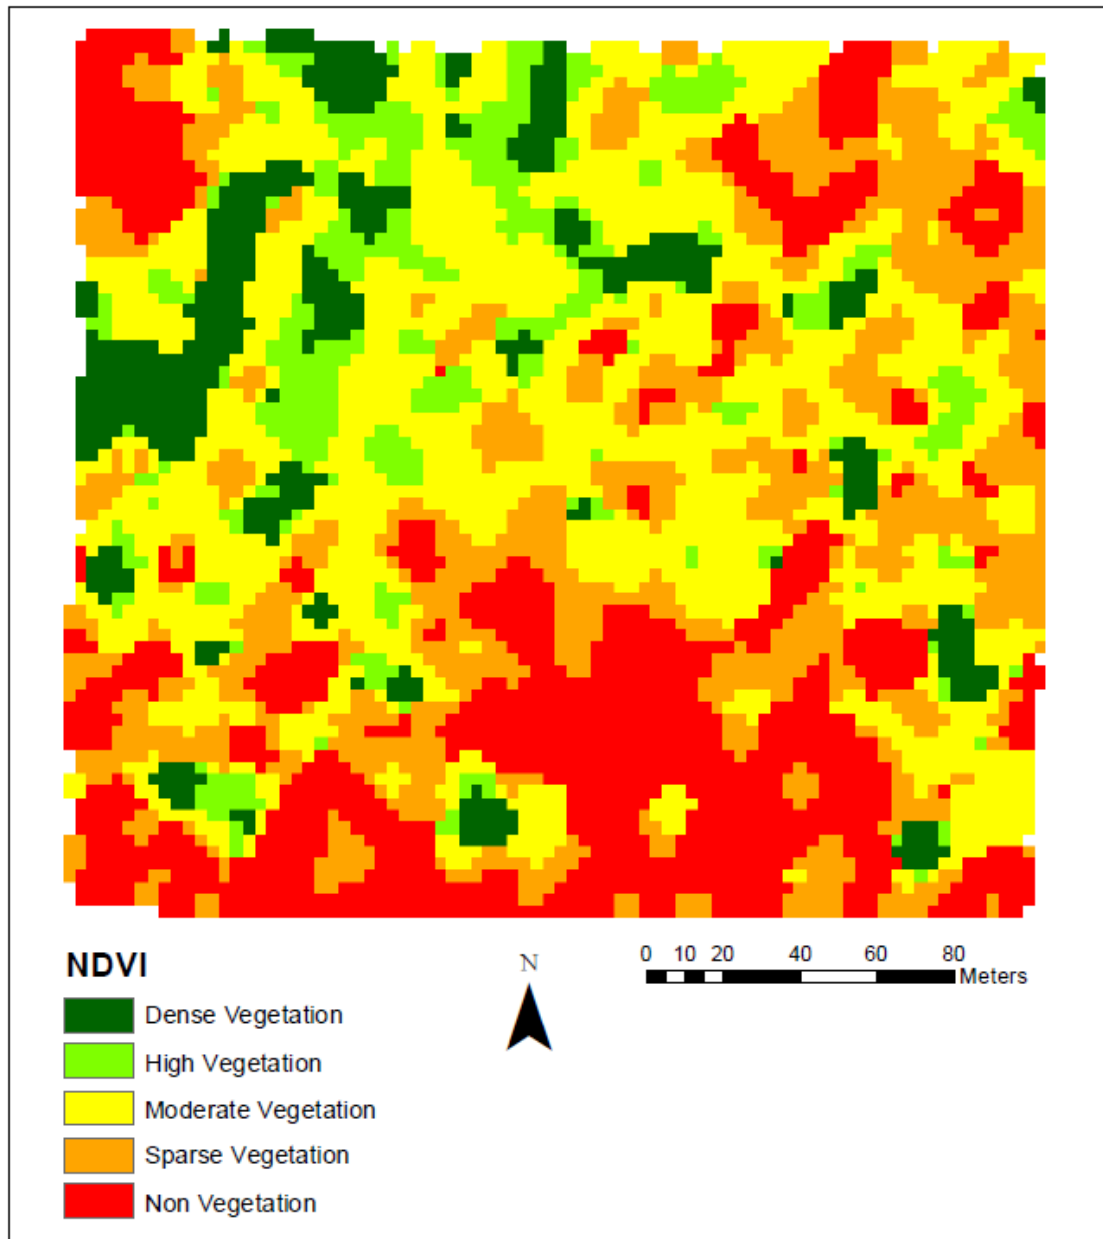 NDVI
Dense Vegetation
High Vegetation
Moderate Vegetation
Sparse Vegetation
Non Vegetation
N
0 10 20 40 60 80
Meters